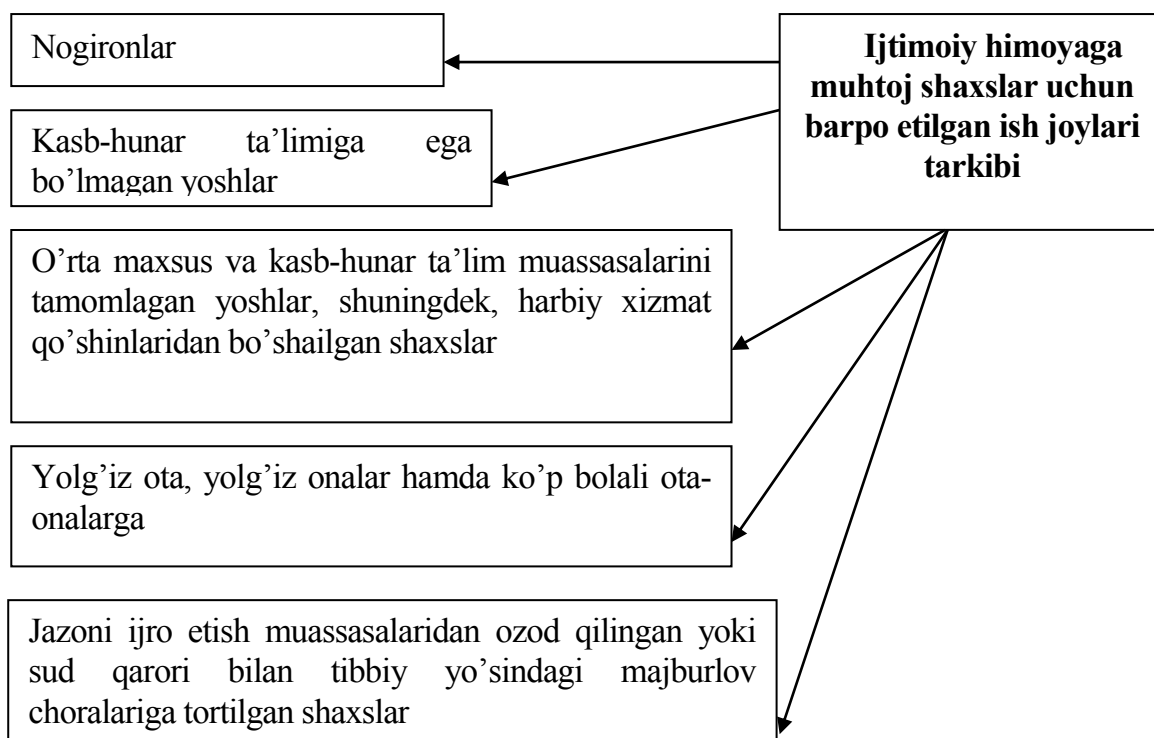 Nogironlar
Ijtimoiy himoyaga
muhtoj shaxslar uchun
barpo etilgan ish joylari
tarkibi
Kasb-hunar ta’limiga ega
bo’lmagan yoshlar
O’rta maxsus va kasb-hunar ta’lim muassasalarini
tamomlagan yoshlar, shuningdek, harbiy xizmat
qo’shinlaridan bo’shailgan shaxslar
Yolg’iz ota, yolg’iz onalar hamda ko’p bolali ota-
onalarga
Jazoni ijro etish muassasalaridan ozod qilingan yoki
sud qarori bilan tibbiy yo’sindagi majburlov
choralariga tortilgan shaxslar